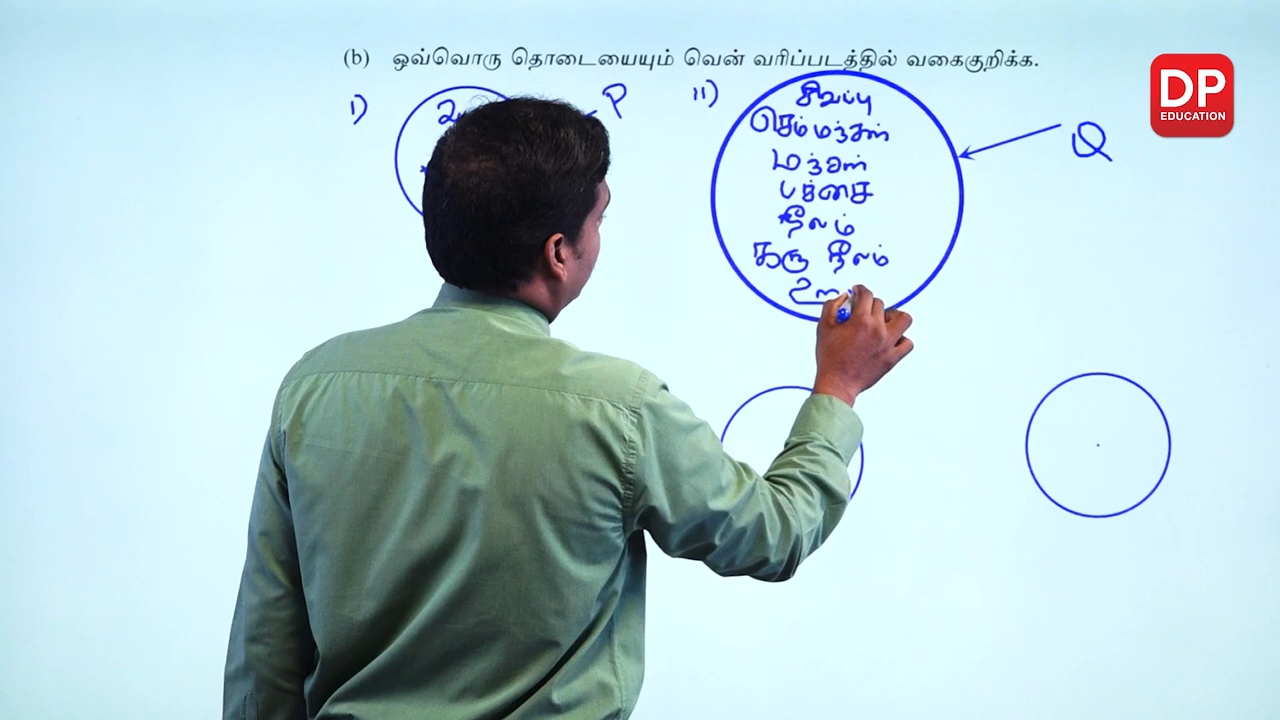 (b) ஒவ்வொரு தொடையையும் வென் வரிப்படத்தில் வகைகுறிக்க.
DP
EDUCATION
i)
P
ii)
Q
சிவப்பு
செம்மஞ்சள்
மஞ்சள்
பச்சை
நீலம்
கரு நீலம்
ஊ